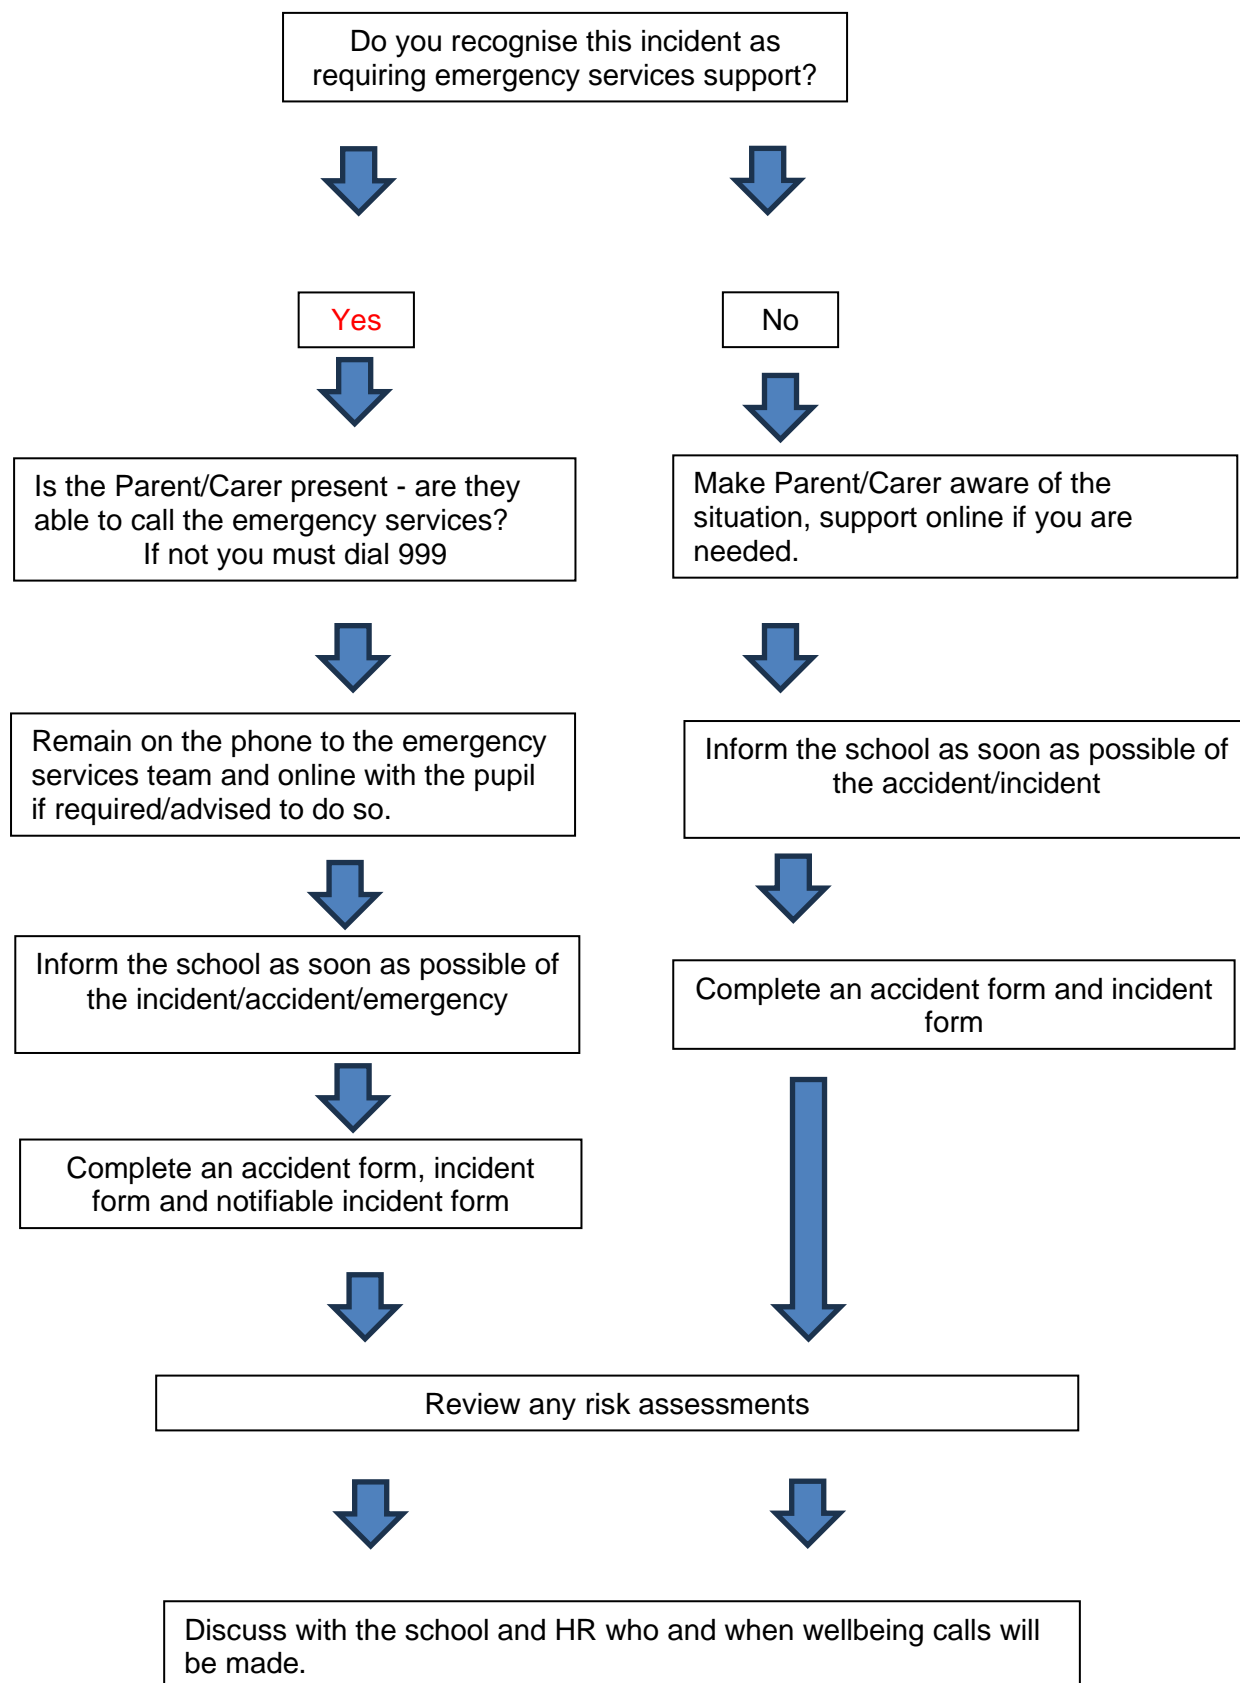 Do you recognise this incident as
requiring emergency services support?
Yes
No
Is the Parent/Carer present - are they
able to call the emergency services?
If not you must dial 999
Make Parent/Carer aware of the
situation, support online if you are
needed.
Remain on the phone to the emergency
services team and online with the pupil
if required/advised to do so.
Inform the school as soon as possible of
the accident/incident
Inform the school as soon as possible of
the incident/accident/emergency
Complete an accident form and incident
form
Complete an accident form, incident
form and notifiable incident form
Review any risk assessments
Discuss with the school and HR who and when wellbeing calls will
be made.